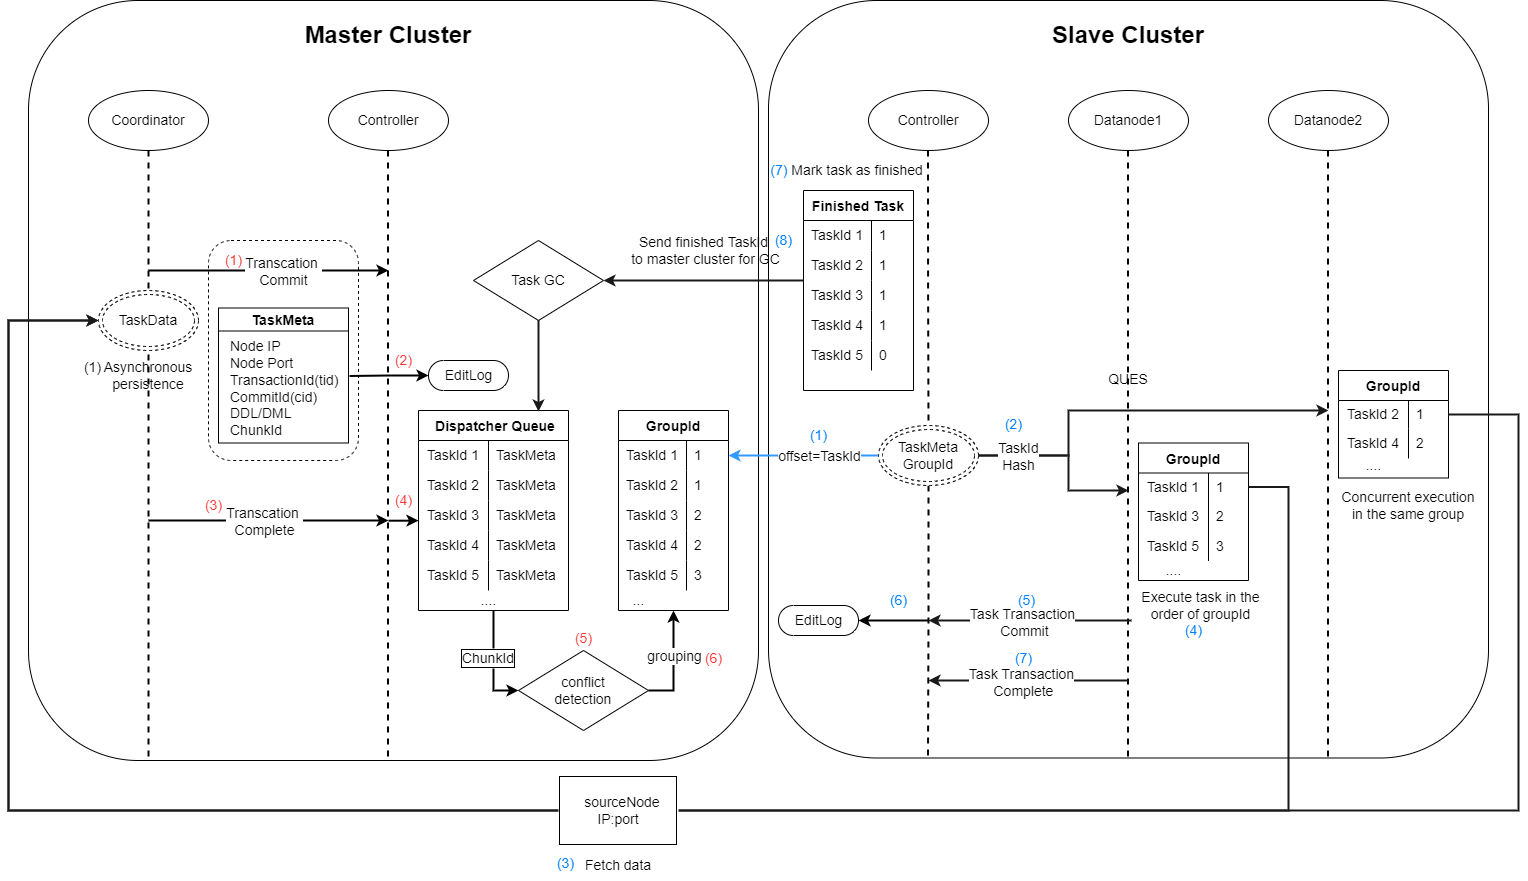 Master Cluster
Slave Cluster
Coordinator
Controller
Controller
Datanode1
Datanode2
(7) Mark task as finished
Finished Task
TaskId 1 1
TaskId 2 1
TaskId 3 1
TaskId 4 1
TaskId 5 0
(1) Transcation
Commit
Send finished TaskId (8)
to master cluster for GC
Task GC
TaskData
(1) Asynchronous
persistence
TaskMeta
Node IP
Node Port
TransactionId(tid)
CommitId(cid)
DDL/DML
ChunkId
(2)
EditLog
Dispatcher Queue
TaskId 1 TaskMeta
TaskId 2 TaskMeta
TaskId 3 TaskMeta
TaskId 4 TaskMeta
TaskId 5 TaskMeta
....
GroupId
TaskId 1 1
TaskId 2 1
TaskId 3 2
TaskId 4 2
TaskId 5 3
...
(3) Transcation
Complete
(4)
ChunkId
(5)
conflict
detection
grouping (6)
(1)
offset=TaskId
TaskMeta
GroupId
(2)
TaskId
Hash
QUES
GroupId
TaskId 2 1
TaskId 4 2
....
Concurrent execution
in the same group
GroupId
TaskId 1 1
TaskId 3 2
TaskId 5 3
....
Execute task in the
order of groupId
(4)
EditLog
(6)
(5)
Task Transaction
Commit
(7)
Task Transaction
Complete
sourceNode
IP:port
(3) Fetch data